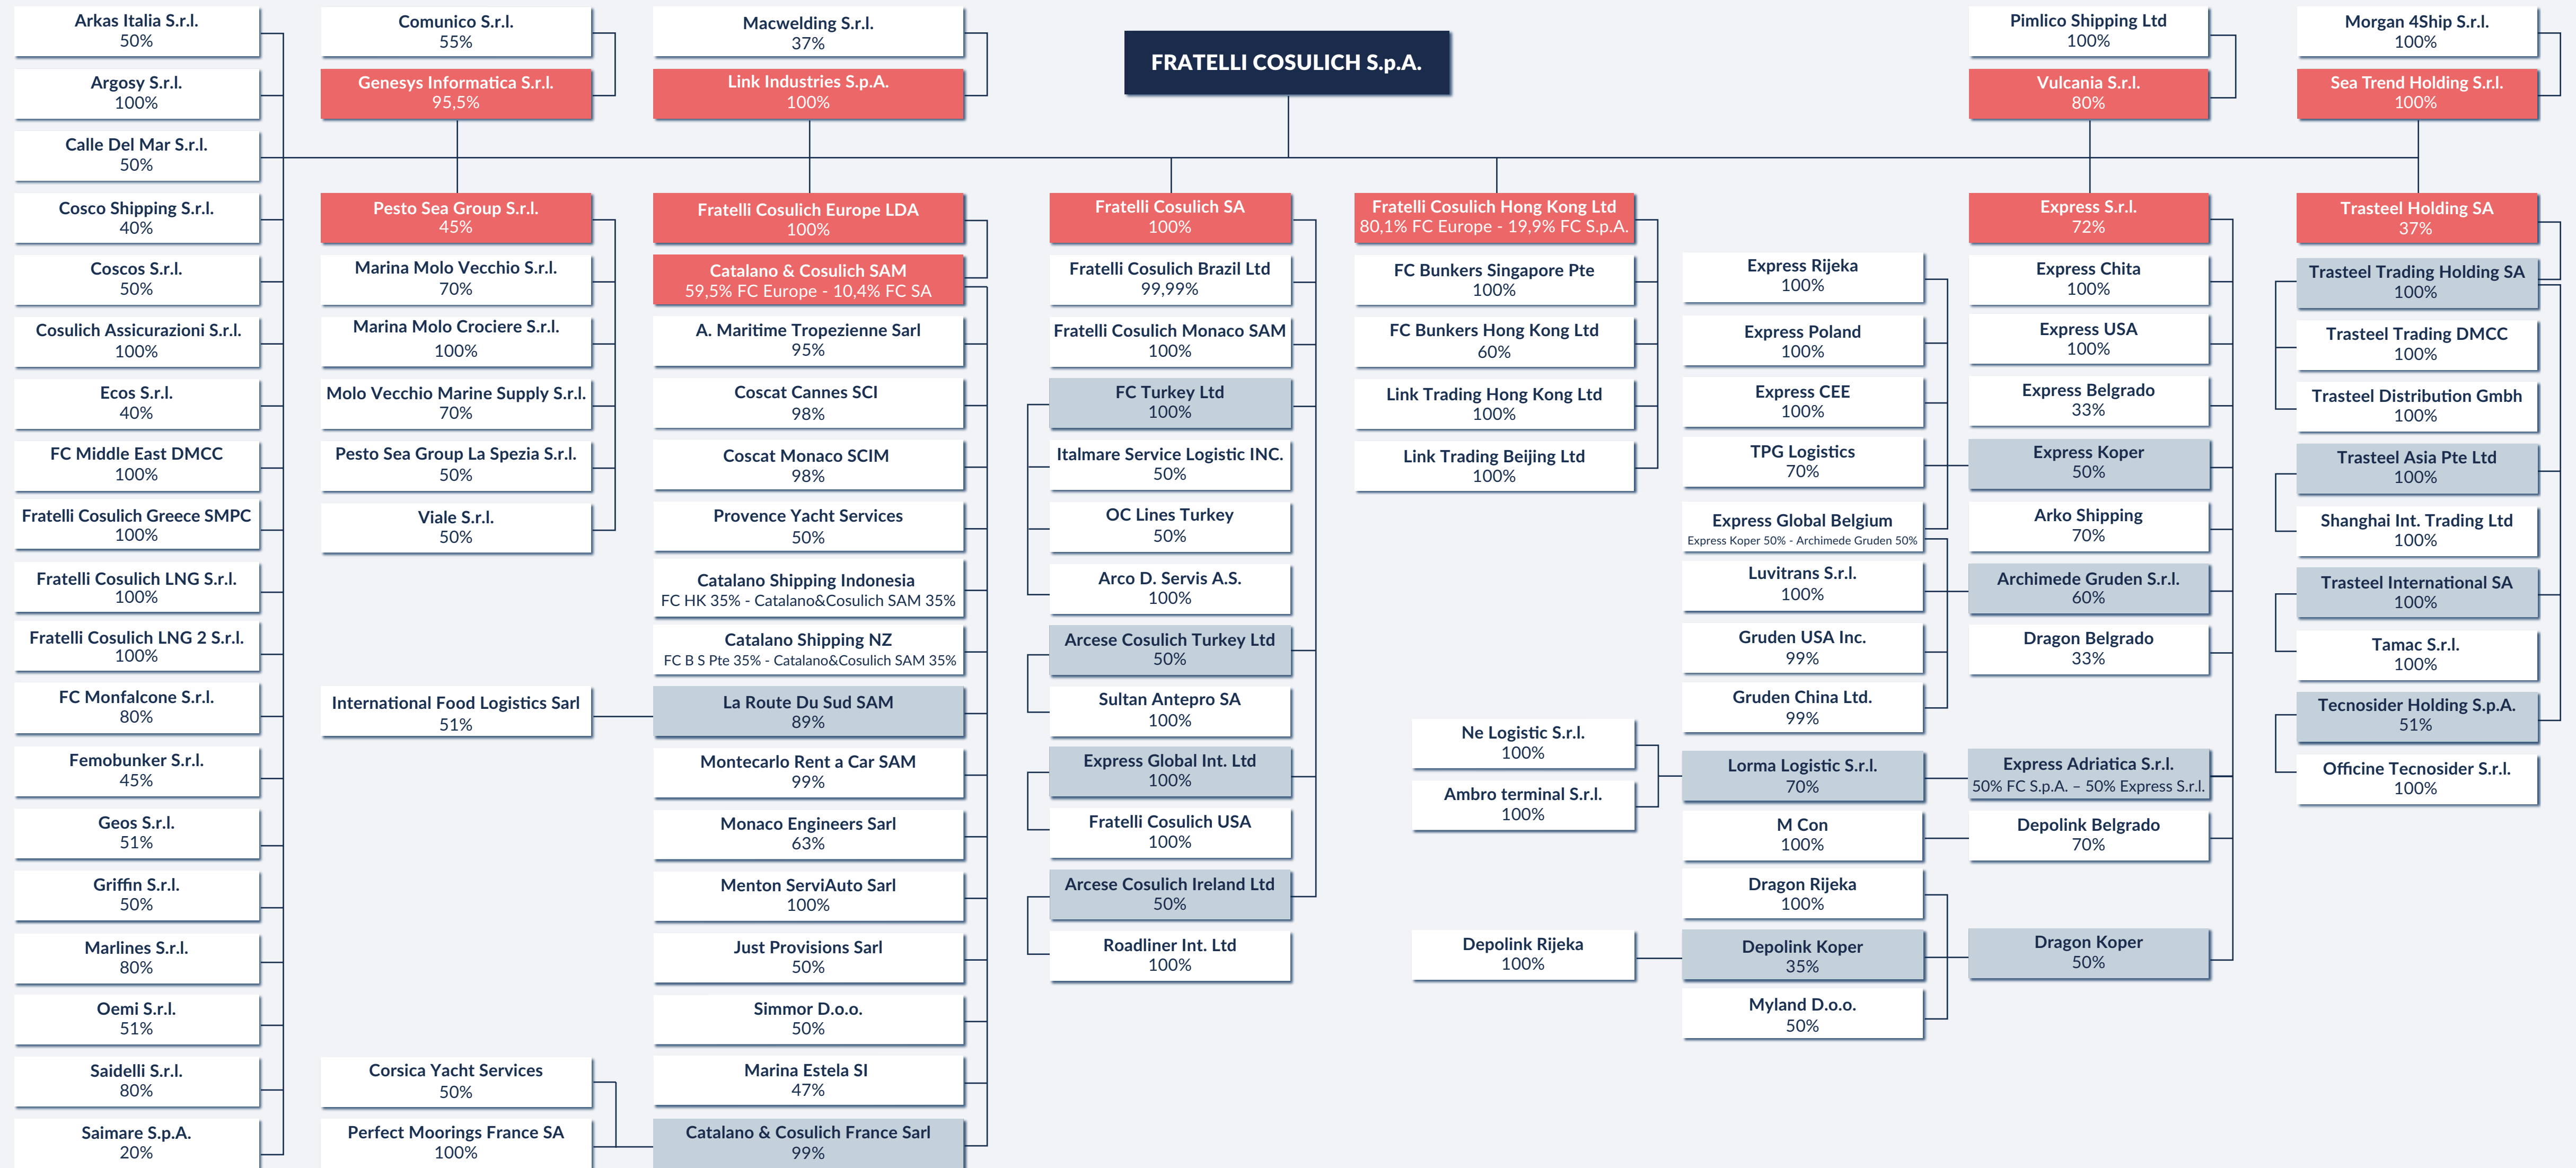 FRATELLI COSULICH S.p.A.
Arkas Italia S.r.l.
50%
Argosy S.r.l.
100%
Calle Del Mar S.r.l.
50%
Cosco Shipping S.r.l.
40%
Coscos S.r.l.
50%
Cosulich Assicurazioni S.r.l.
100%
Ecos S.r.l.
40%
FC Middle East DMCC
100%
Fratelli Cosulich Greece SMPC
100%
Fratelli Cosulich LNG S.r.l.
100%
Fratelli Cosulich LNG 2 S.r.l.
100%
FC Monfalcone S.r.l.
80%
Femobunker S.r.l.
45%
Geos S.r.l.
51%
Griffin S.r.l.
50%
Marlines S.r.l.
80%
Oemi S.r.l.
51%
Saidelli S.r.l.
80%
Saimare S.p.A.
20%
Comunico S.r.l.
55%
Genesys Informatica S.r.l.
95,5%
Pesto Sea Group S.r.l.
45%
Marina Molo Vecchio S.r.l.
70%
Marina Molo Crociere S.r.l.
100%
Molo Vecchio Marine Supply S.r.l.
70%
Pesto Sea Group La Spezia S.r.l.
50%
Viale S.r.l.
50%
International Food Logistics Sarl
51%
Corsica Yacht Services
50%
Perfect Moorings France SA
100%
Macwelding S.r.l.
37%
Link Industries S.p.A.
100%
Fratelli Cosulich Europe LDA
100%
Catalano & Cosulich SAM
59,5% FC Europe - 10,4% FC SA
A. Maritime Tropezienne Sarl
95%
Coscat Cannes SCI
98%
Coscat Monaco SCIM
98%
Provence Yacht Services
50%
Catalano Shipping Indonesia
FC HK 35% - Catalano&Cosulich SAM 35%
Catalano Shipping NZ
FC B S Pte 35% - Catalano&Cosulich SAM 35%
La Route Du Sud SAM
89%
Montecarlo Rent a Car SAM
99%
Monaco Engineers Sarl
63%
Menton ServiAuto Sarl
100%
Just Provisions Sarl
50%
Simmor D.o.o.
50%
Marina Estela SI
47%
Catalano & Cosulich France Sarl
99%
Fratelli Cosulich SA
100%
Fratelli Cosulich Brazil Ltd
99,99%
Fratelli Cosulich Monaco SAM
100%
FC Turkey Ltd
100%
Italmare Service Logistic INC.
50%
OC Lines Turkey
50%
Arco D. Servis A.S.
100%
Arcese Cosulich Turkey Ltd
50%
Sultan Antepro SA
100%
Express Global Int. Ltd
100%
Fratelli Cosulich USA
100%
Arcese Cosulich Ireland Ltd
50%
Roadliner Int. Ltd
100%
Fratelli Cosulich Hong Kong Ltd
80,1% FC Europe - 19,9% FC S.p.A.
FC Bunkers Singapore Pte
100%
FC Bunkers Hong Kong Ltd
60%
Link Trading Hong Kong Ltd
100%
Link Trading Beijing Ltd
100%
Ne Logistic S.r.l.
100%
Ambro terminal S.r.l.
100%
Depolink Rijeka
100%
Express Rijeka
100%
Express Poland
100%
Express CEE
100%
TPG Logistics
70%
Express Global Belgium
Express Koper 50% - Archimede Gruden 50%
Luvitrans S.r.l.
100%
Gruden USA Inc.
99%
Gruden China Ltd.
99%
Lorma Logistic S.r.l.
70%
M Con
100%
Dragon Rijeka
100%
Depolink Koper
35%
Myland D.o.o.
50%
Pimlico Shipping Ltd
100%
Vulcania S.r.l.
80%
Express S.r.l.
72%
Express Chita
100%
Express USA
100%
Express Belgrado
33%
Express Koper
50%
Arko Shipping
70%
Archimede Gruden S.r.l.
60%
Dragon Belgrado
33%
Express Adriatica S.r.l.
50% FC S.p.A. – 50% Express S.r.l.
Depolink Belgrado
70%
Dragon Koper
50%
Morgan 4Ship S.r.l.
100%
Sea Trend Holding S.r.l.
100%
Trasteel Holding SA
37%
Trasteel Trading Holding SA
100%
Trasteel Trading DMCC
100%
Trasteel Distribution Gmbh
100%
Trasteel Asia Pte Ltd
100%
Shanghai Int. Trading Ltd
100%
Trasteel International SA
100%
Tamac S.r.l.
100%
Tecnosider Holding S.p.A.
51%
Officine Tecnosider S.r.l.
100%